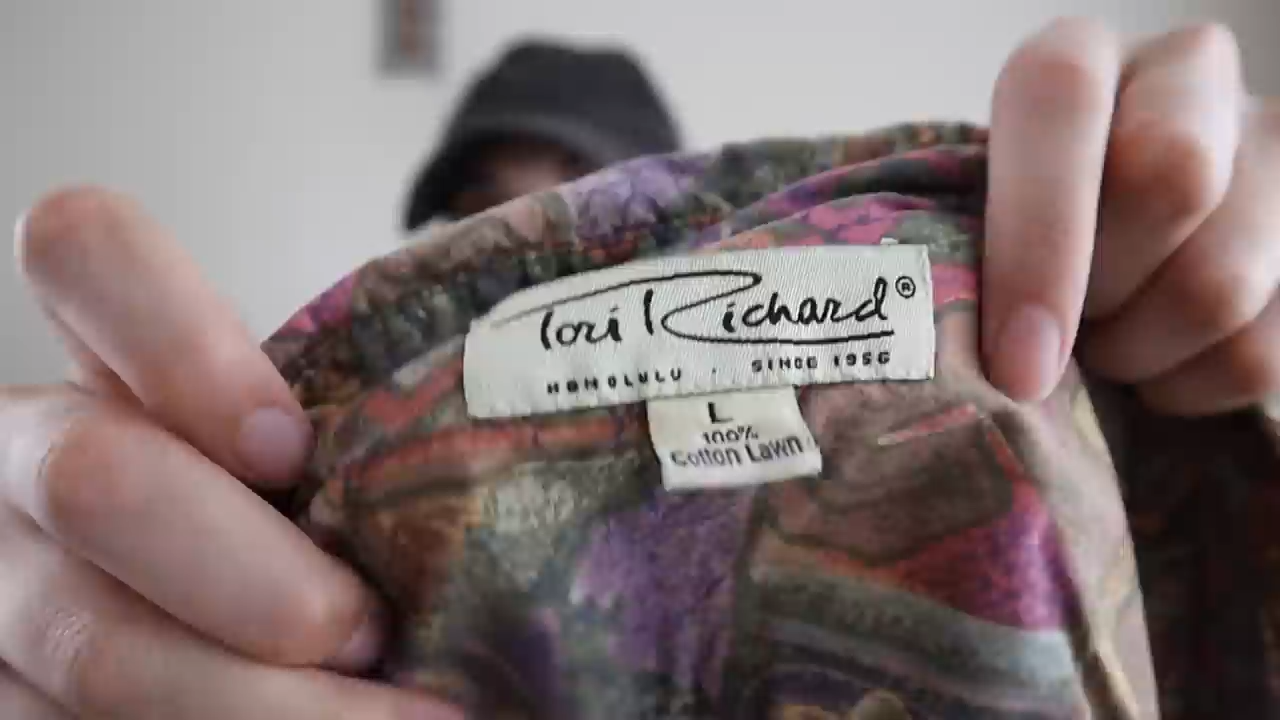 Tori Richard®
HONOLULU · SINCE 1956
L
100%
Cotton Lawn